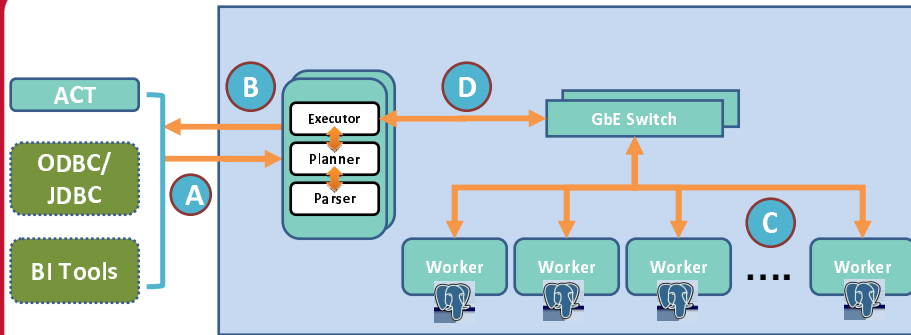 ACT
ODBC/
JDBC
BI Tools
A
B
Executor
Planner
Parser
D
GbE Switch
C
Worker
Worker
Worker
....
Worker